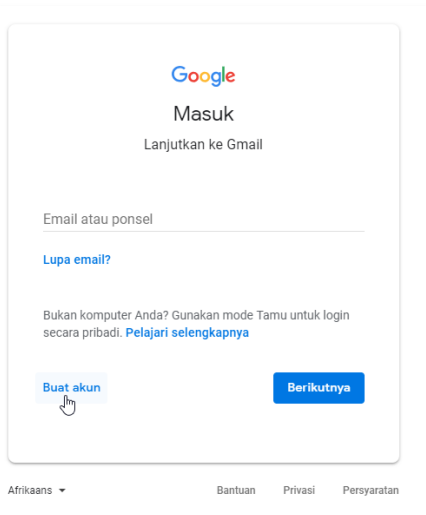 Google
Masuk
Lanjutkan ke Gmail
Email atau ponsel
Lupa email?
Bukan komputer Anda? Gunakan mode Tamu untuk login
secara pribadi. Pelajari selengkapnya
Buat akun Berikutnya
Afrikaans Bantuan Privasi Persyaratan